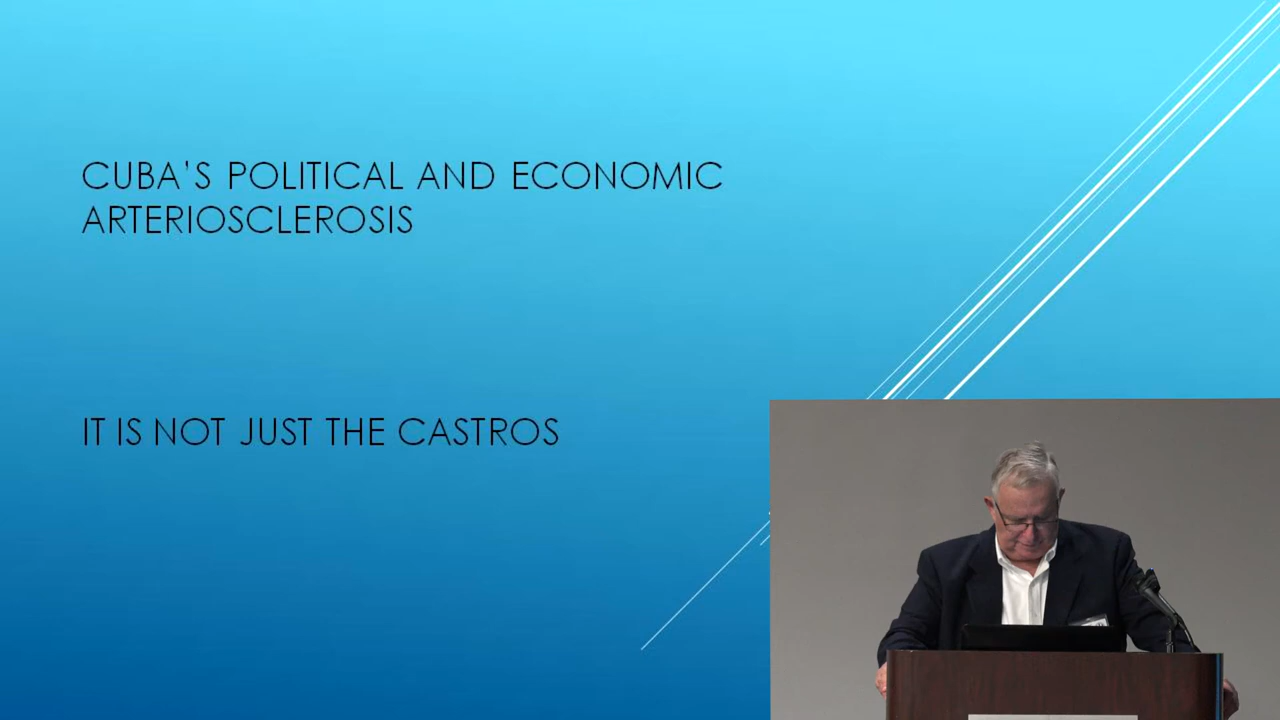 CUBA'S POLITICAL AND ECONOMIC
ARTERIOSCLEROSIS
IT IS NOT JUST THE CASTROS